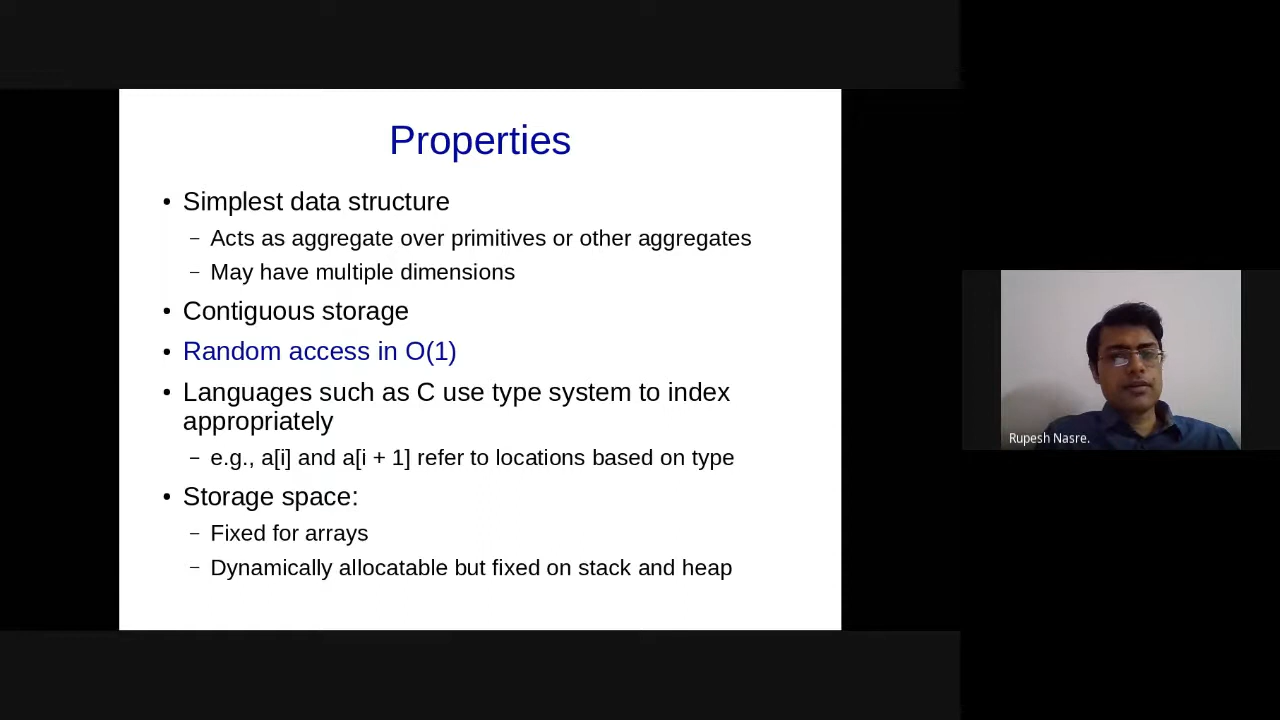 Properties
• Simplest data structure
– Acts as aggregate over primitives or other aggregates
– May have multiple dimensions
• Contiguous storage
• Random access in O(1)
• Languages such as C use type system to index
appropriately
– e.g., a[i] and a[i + 1] refer to locations based on type
• Storage space:
– Fixed for arrays
– Dynamically allocatable but fixed on stack and heap
Rupesh Nasre.